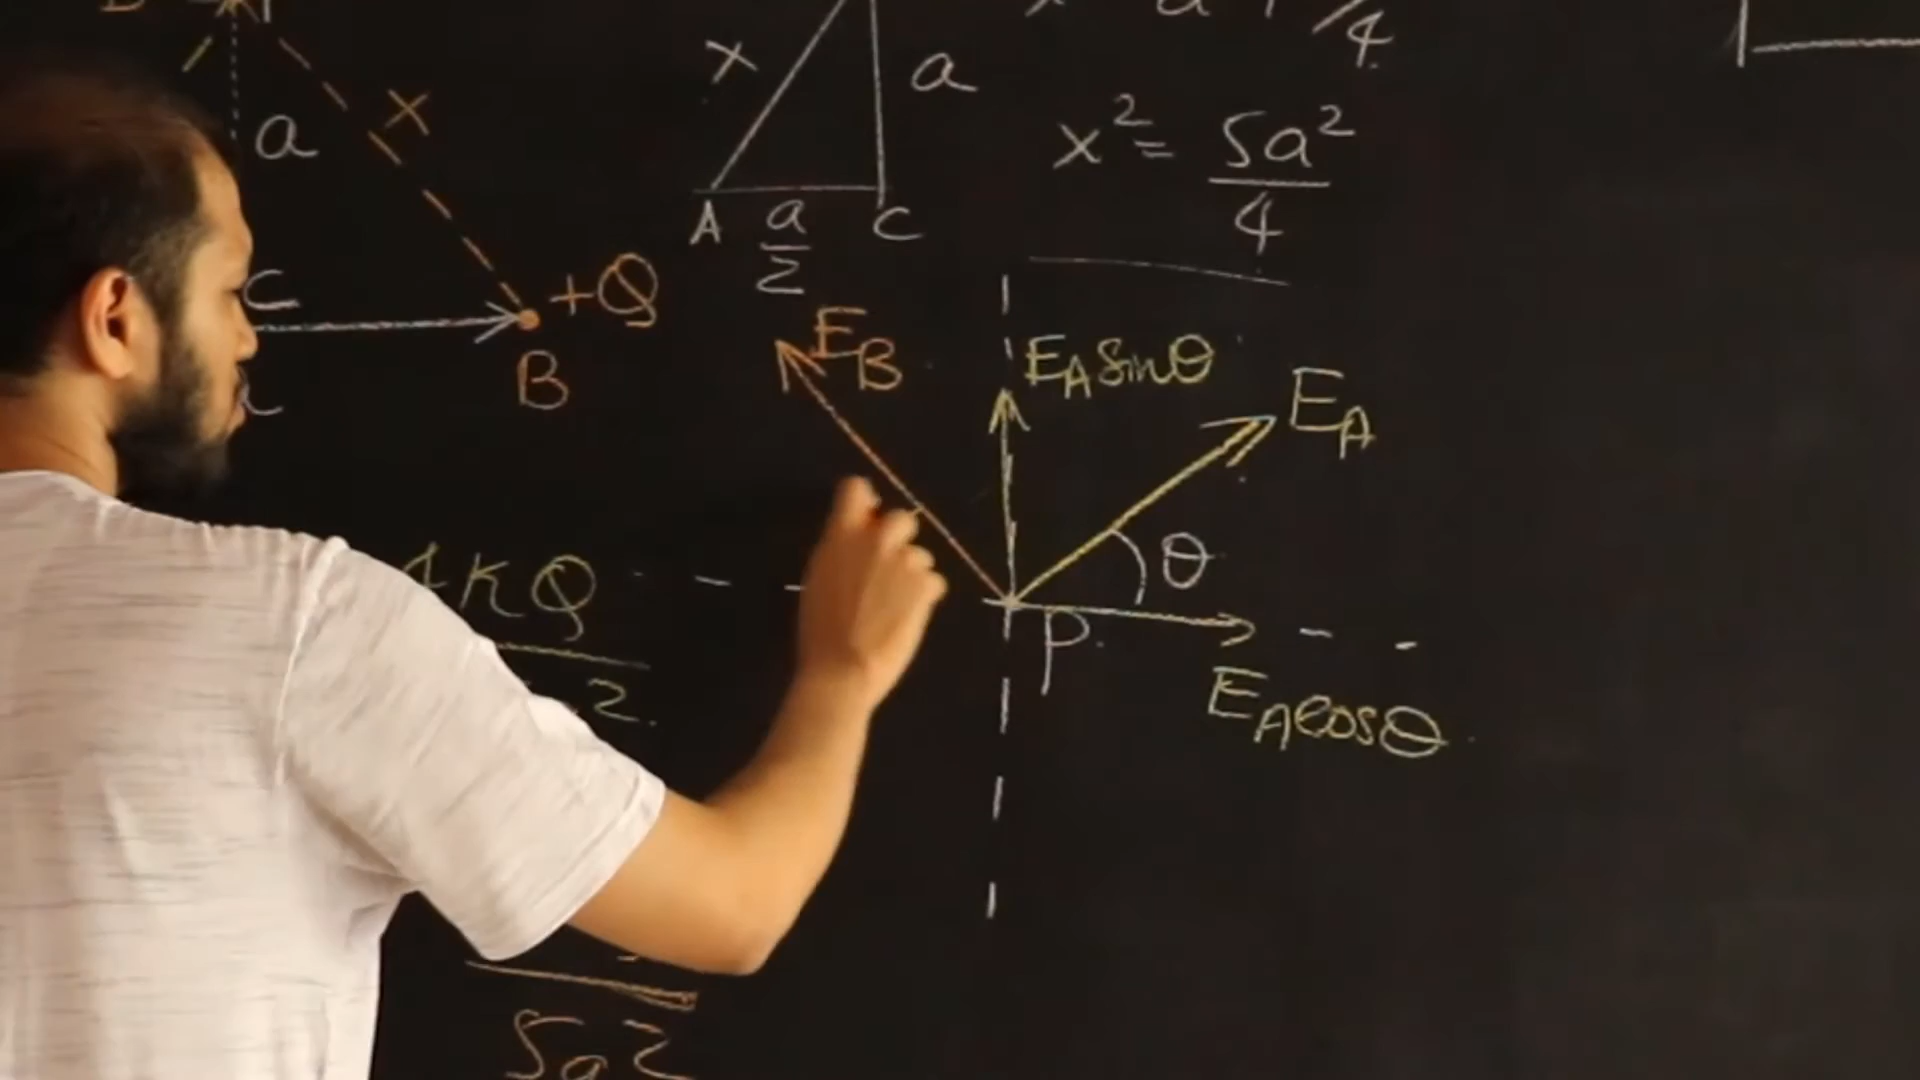 x
a
x
a
4
x² = 5a²/4
A a/2 C
C
+Q
B
E_B
E_A sinθ
E_A
θ
4KQ
P
2
E_A cosθ
5a²